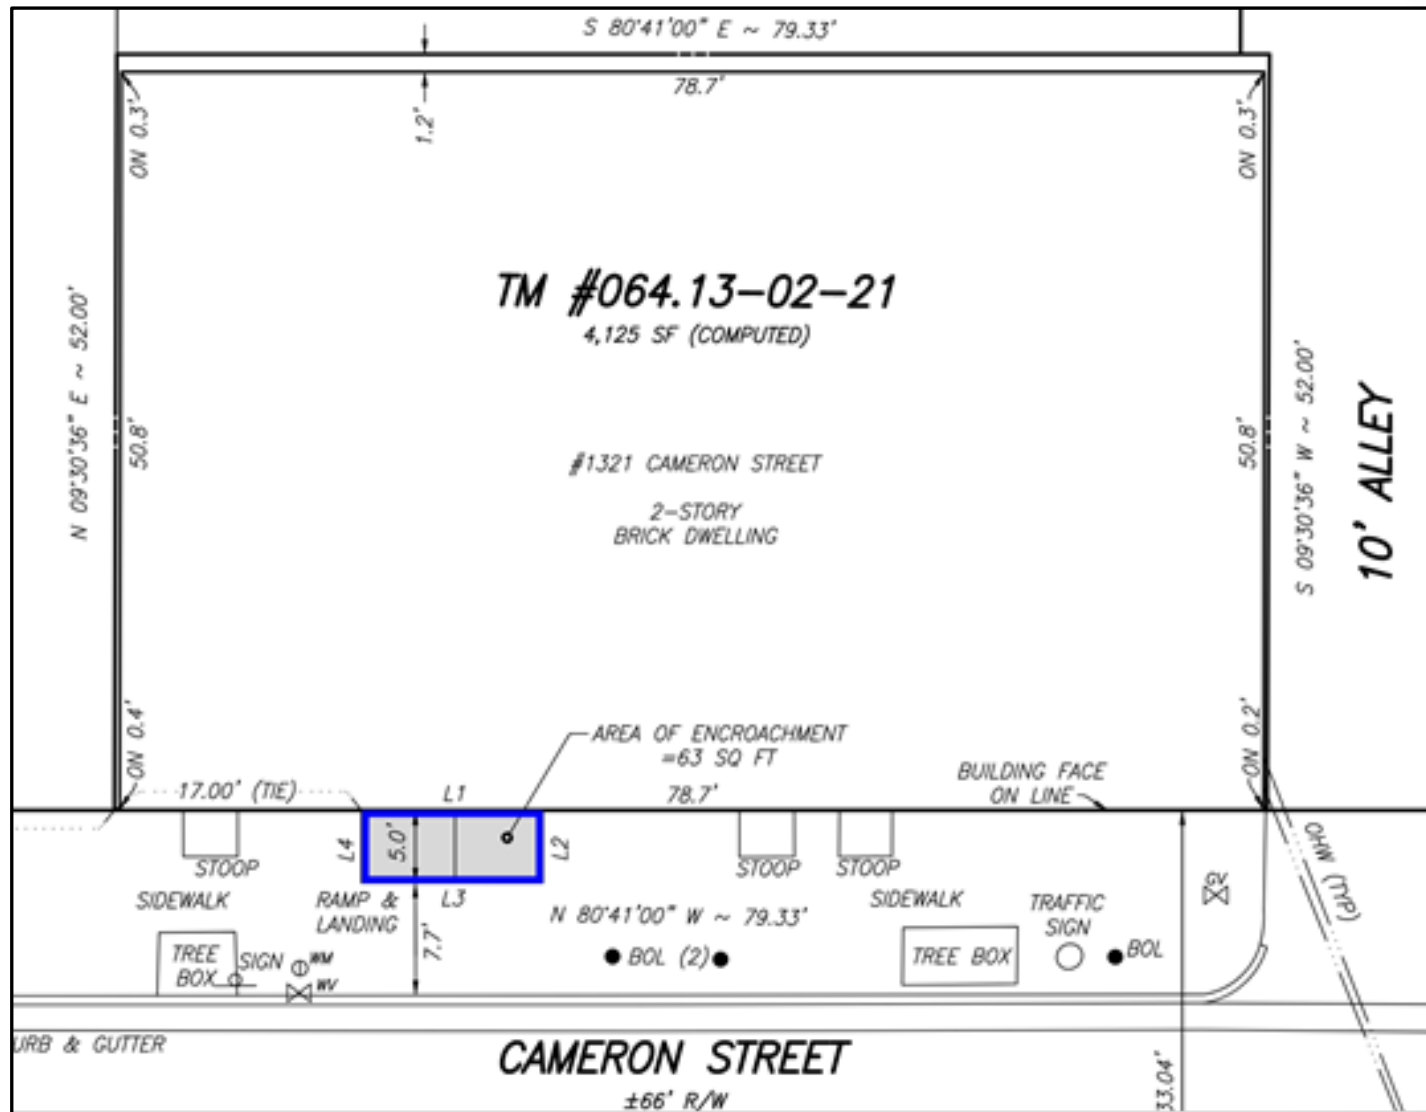 S 80°41'00" E ~ 79.33'
78.7'
1.2'
ON 0.3'
ON 0.3'
TM #064.13-02-21
4,125 SF (COMPUTED)
N 09°30'36" E ~ 52.00'
50.8'
#1321 CAMERON STREET
2-STORY
BRICK DWELLING
50.8'
S 09°30'36" W ~ 52.00'
10' ALLEY
ON 0.4'
ON 0.2'
AREA OF ENCROACHMENT
=63 SQ FT
BUILDING FACE
ON LINE
17.00' (TIE)
L1
78.7'
L4
5.0'
L2
STOOP
STOOP
STOOP
OHW (TYP)
GV
SIDEWALK
RAMP &
LANDING
L3
7.7'
N 80°41'00" W ~ 79.33'
SIDEWALK
TRAFFIC
SIGN
TREE
BOX
SIGN
WM
WV
BOL (2)
TREE BOX
BOL
URB & GUTTER
CAMERON STREET
±66' R/W
33.04'